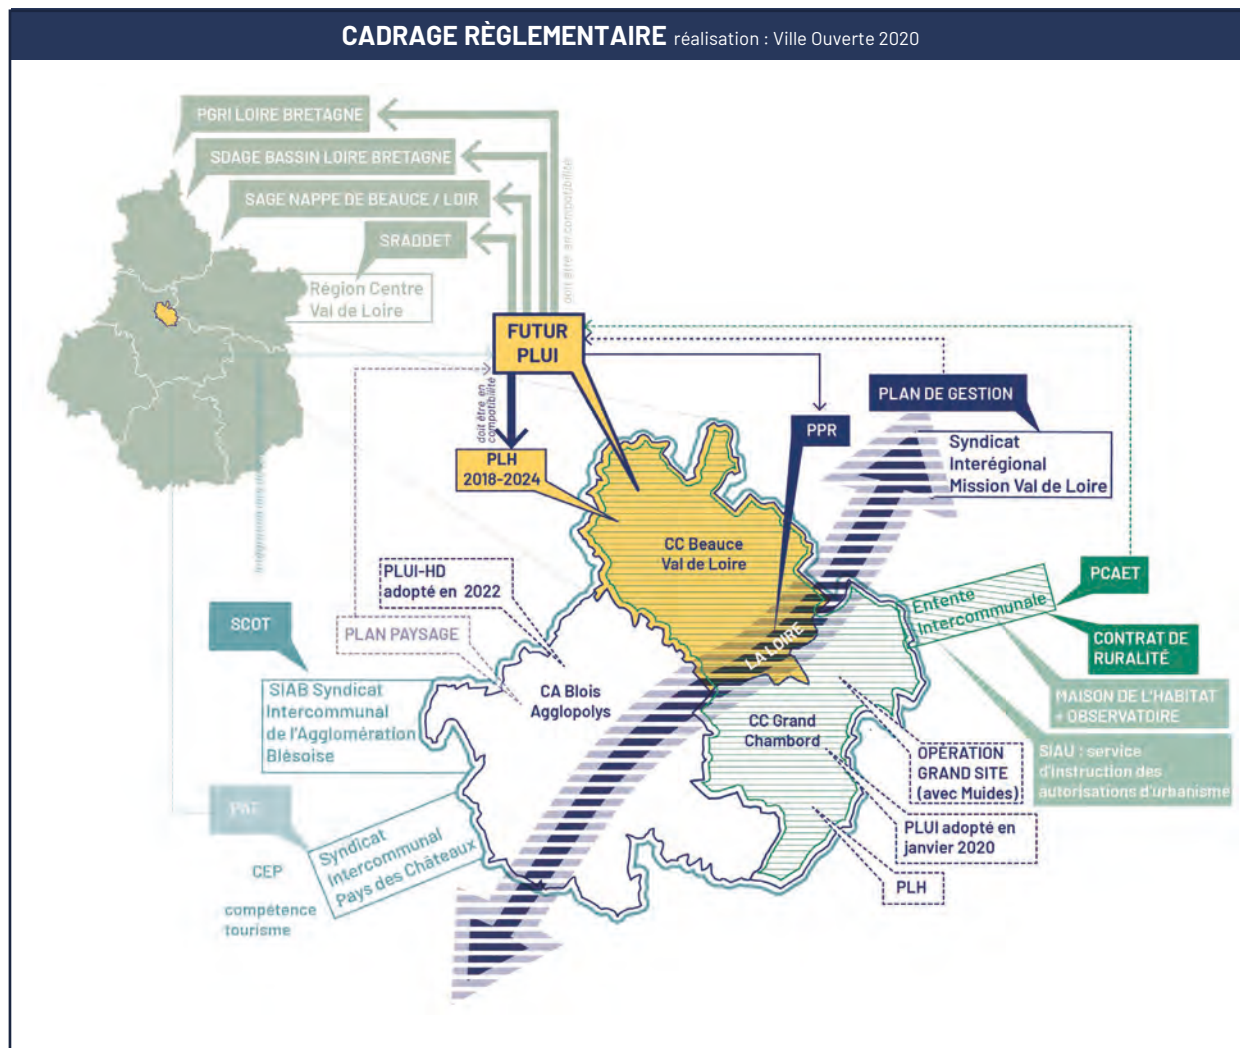 CADRAGE RÈGLEMENTAIRE réalisation : Ville Ouverte 2020
PGRI LOIRE BRETAGNE
SDAGE BASSIN LOIRE BRETAGNE
SAGE NAPPE DE BEAUCE / LOIR
SRADDET
doit être en compatibilité
Région Centre
Val de Loire
FUTUR
PLUI
doit être en
compatibilité
PLH
2018-2024
PPR
PLAN DE GESTION
Syndicat
Interégional
Mission Val de Loire
CC Beauce
Val de Loire
PLUI-HD
adopté en 2022
PLAN PAYSAGE
SCOT
SIAB Syndicat
Intercommunal
de l'Agglomération
Blésoise
CA Blois
Agglopolys
LA LOIRE
CC Grand
Chambord
Entente
Intercommunale
PCAET
CONTRAT DE
RURALITÉ
MAISON DE L'HABITAT
+ OBSERVATOIRE
SIAU : service
d'instruction des
autorisations d'urbanisme
OPÉRATION
GRAND SITE
(avec Muides)
PLUI adopté en
janvier 2020
PLH
Syndicat
Intercommunal
Pays des Châteaux
CEP
compétence
tourisme